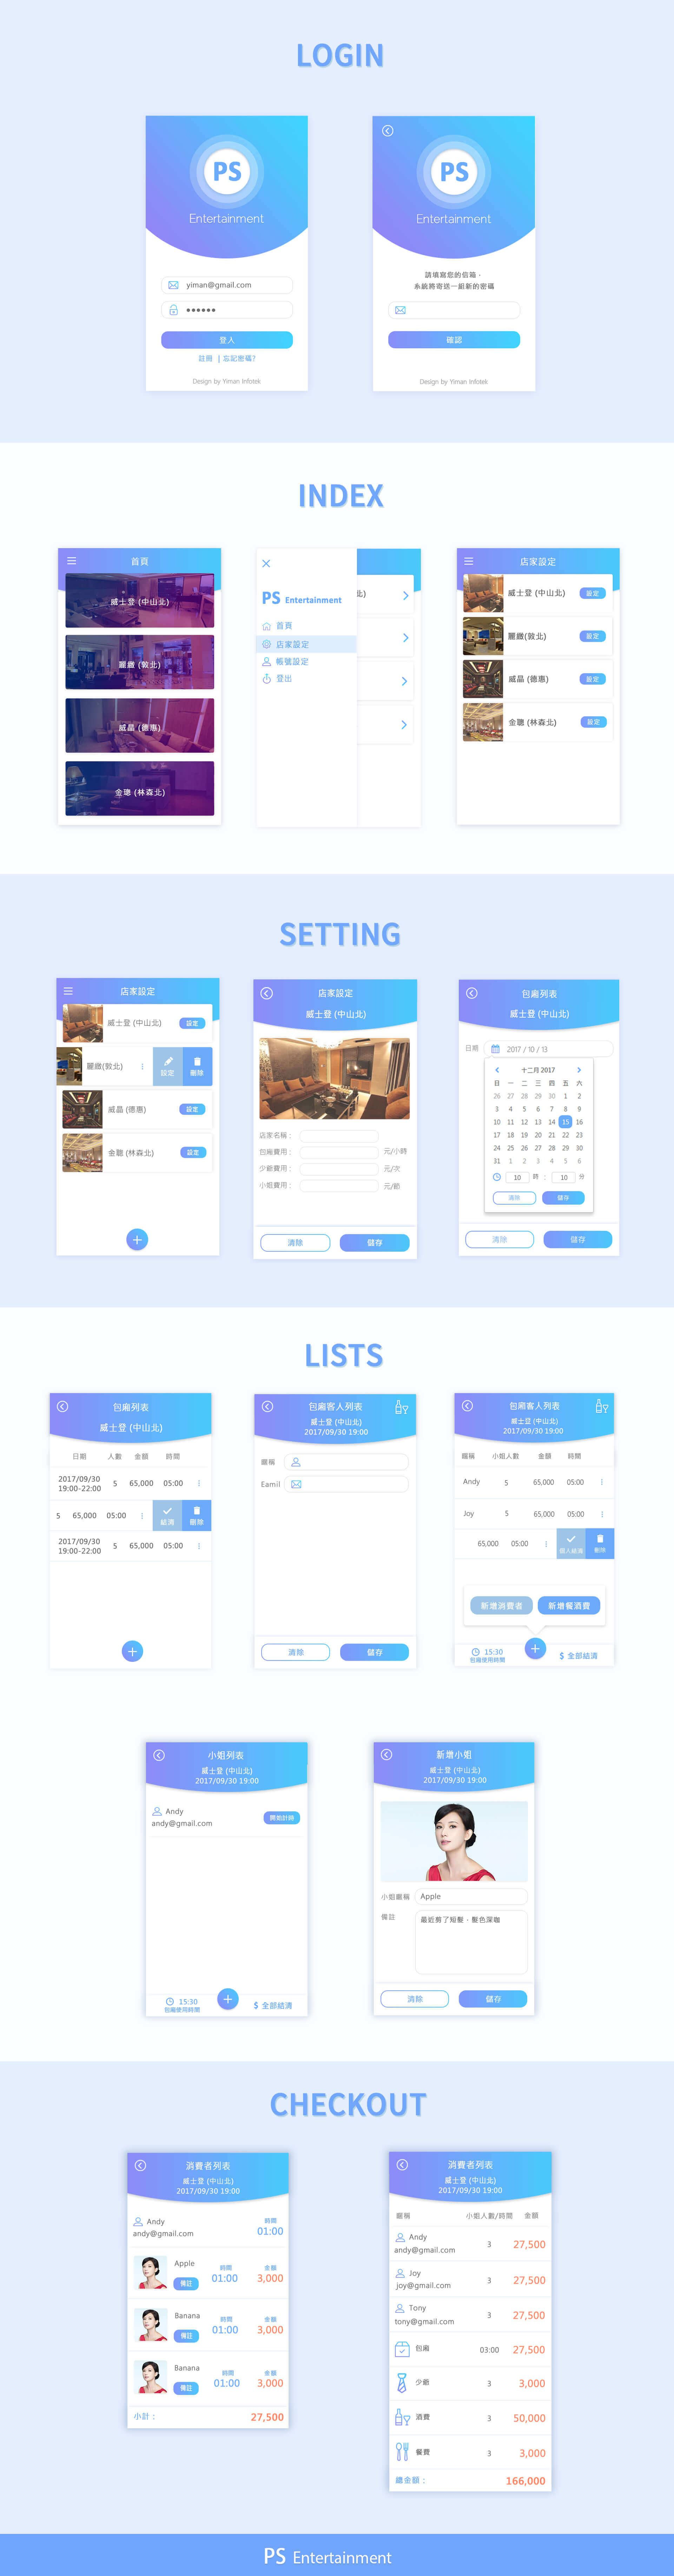 LOGIN
PS
Entertainment
yiman@gmail.com
●●●●●●
登入
註冊 | 忘記密碼?
Design by Yiman Infotek
PS
Entertainment
請填寫您的信箱，
系統將寄送一組新的密碼
確認
Design by Yiman Infotek
INDEX
首頁
威士登 (中山北)
麗緻 (敦北)
威晶 (德惠)
金聰 (林森北)
PS Entertainment
首頁
店家設定
帳號設定
登出
北)
店家設定
威士登 (中山北) 設定
麗緻(敦北) 設定
威晶 (德惠) 設定
金聰 (林森北) 設定
SETTING
店家設定
威士登 (中山北) 設定
麗緻(敦北) 設定 刪除
威晶 (德惠) 設定
金聰 (林森北) 設定
店家設定
威士登 (中山北)
店家名稱：
包廂費用： 元/小時
少爺費用： 元/次
小姐費用： 元/節
清除 儲存
包廂列表
威士登 (中山北)
日期 2017 / 10 / 13
十二月 2017
日 一 二 三 四 五 六
26 27 28 29 30 1 2
3 4 5 6 7 8 9
10 11 12 13 14 15 16
17 18 19 20 21 22 23
24 25 26 27 28 29 30
31 1 2 3 4 5 6
10 時 : 10 分
清除 儲存
清除 儲存
LISTS
包廂列表
威士登 (中山北)
日期 人數 金額 時間
2017/09/30
19:00-22:00 5 65,000 05:00
5 65,000 05:00 結清 刪除
2017/09/30
19:00-22:00 5 65,000 05:00
包廂客人列表
威士登 (中山北)
2017/09/30 19:00
暱稱
Eamil
清除 儲存
包廂客人列表
威士登 (中山北)
2017/09/30 19:00
暱稱 小姐人數 金額 時間
Andy 5 65,000 05:00
Joy 5 65,000 05:00
65,000 05:00 個人結清 刪除
新增消費者 新增餐酒費
15:30
包廂使用時間
$ 全部結清
小姐列表
威士登 (中山北)
2017/09/30 19:00
Andy
andy@gmail.com
開始計時
15:30
包廂使用時間
$ 全部結清
新增小姐
威士登 (中山北)
2017/09/30 19:00
小姐暱稱 Apple
備註 最近剪了短髮，髮色深咖
清除 儲存
CHECKOUT
消費者列表
威士登 (中山北)
2017/09/30 19:00
Andy 時間
andy@gmail.com 01:00
Apple 時間 金額
備註 01:00 3,000
Banana 時間 金額
備註 01:00 3,000
Banana 時間 金額
備註 01:00 3,000
小計： 27,500
消費者列表
威士登 (中山北)
2017/09/30 19:00
暱稱 小姐人數/時間 金額
Andy
andy@gmail.com 3 27,500
Joy
joy@gmail.com 3 27,500
Tony
tony@gmail.com 3 27,500
包廂 03:00 27,500
少爺 3 3,000
酒費 3 50,000
餐費 3 3,000
總金額： 166,000
PS Entertainment